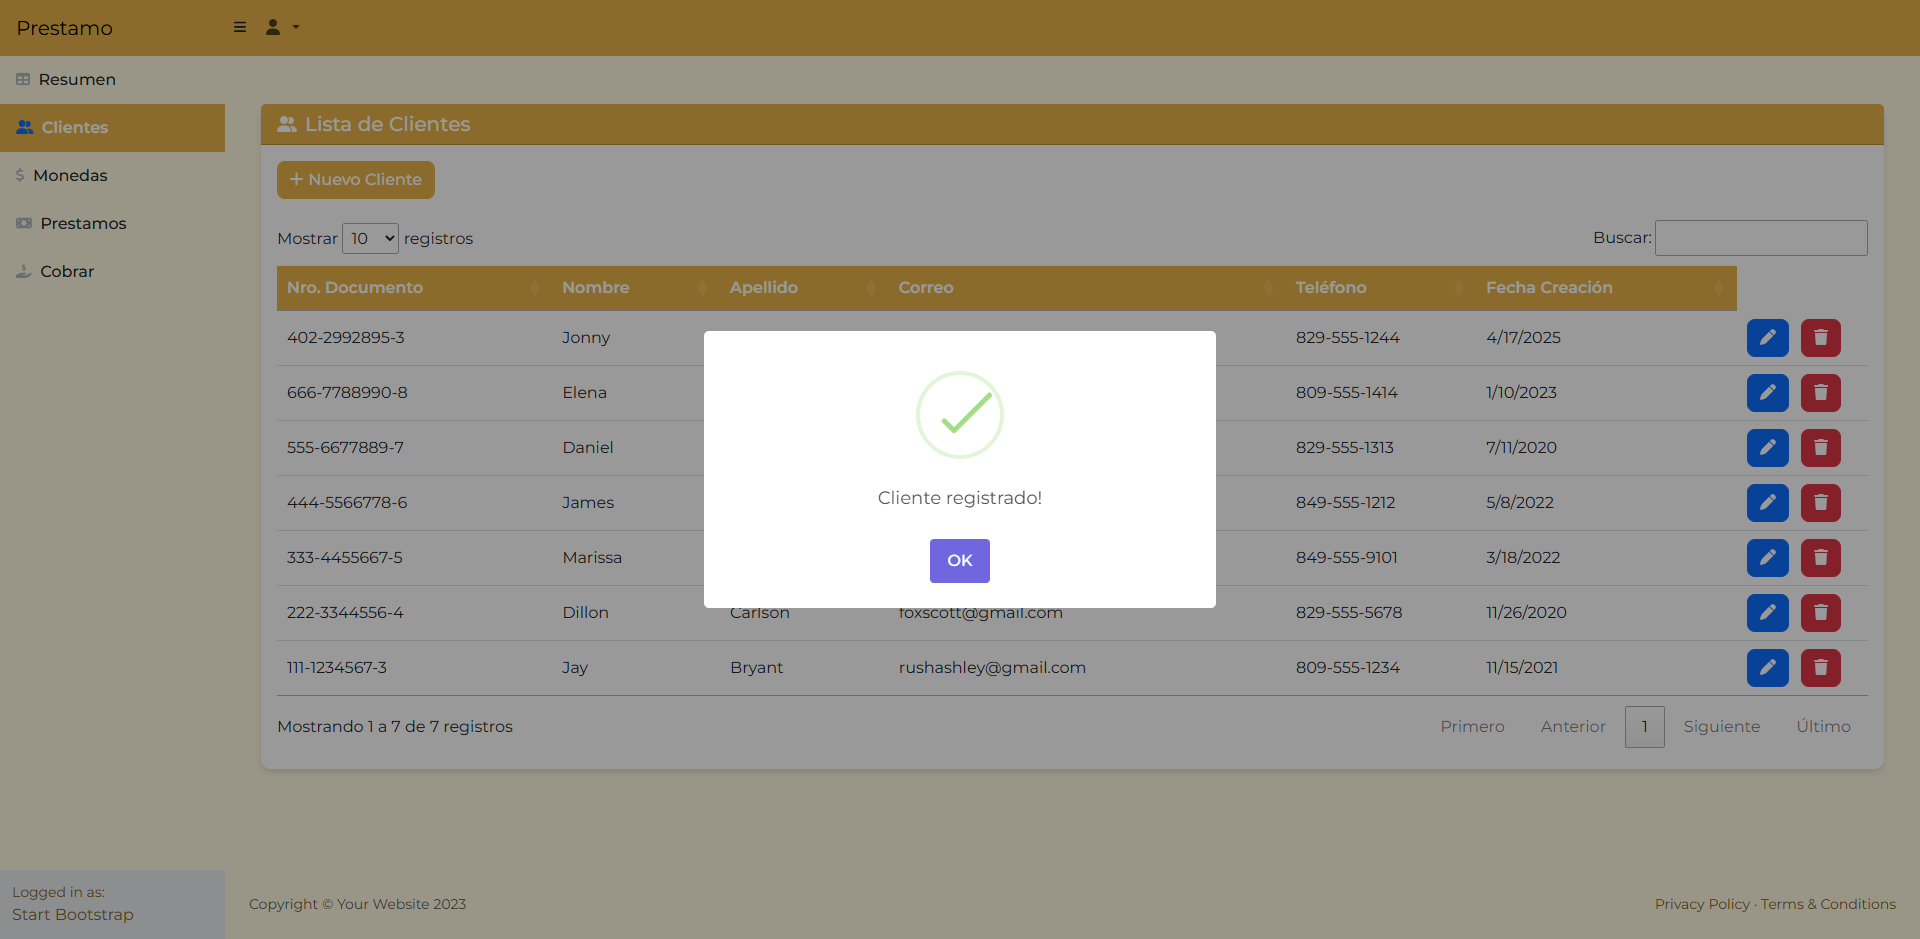 Prestamo
Resumen
Clientes
Monedas
Prestamos
Cobrar
Logged in as:
Start Bootstrap
Lista de Clientes
+ Nuevo Cliente
Mostrar 10 registros
Buscar:
Nro. Documento Nombre Apellido Correo Teléfono Fecha Creación
402-2992895-3 Jonny 829-555-1244 4/17/2025
666-7788990-8 Elena 809-555-1414 1/10/2023
555-6677889-7 Daniel 829-555-1313 7/11/2020
444-5566778-6 James 849-555-1212 5/8/2022
333-4455667-5 Marissa 849-555-9101 3/18/2022
222-3344556-4 Dillon Carlson foxscott@gmail.com 829-555-5678 11/26/2020
111-1234567-3 Jay Bryant rushashley@gmail.com 809-555-1234 11/15/2021
Cliente registrado!
OK
Mostrando 1 a 7 de 7 registros
Primero Anterior 1 Siguiente Último
Copyright © Your Website 2023
Privacy Policy · Terms & Conditions